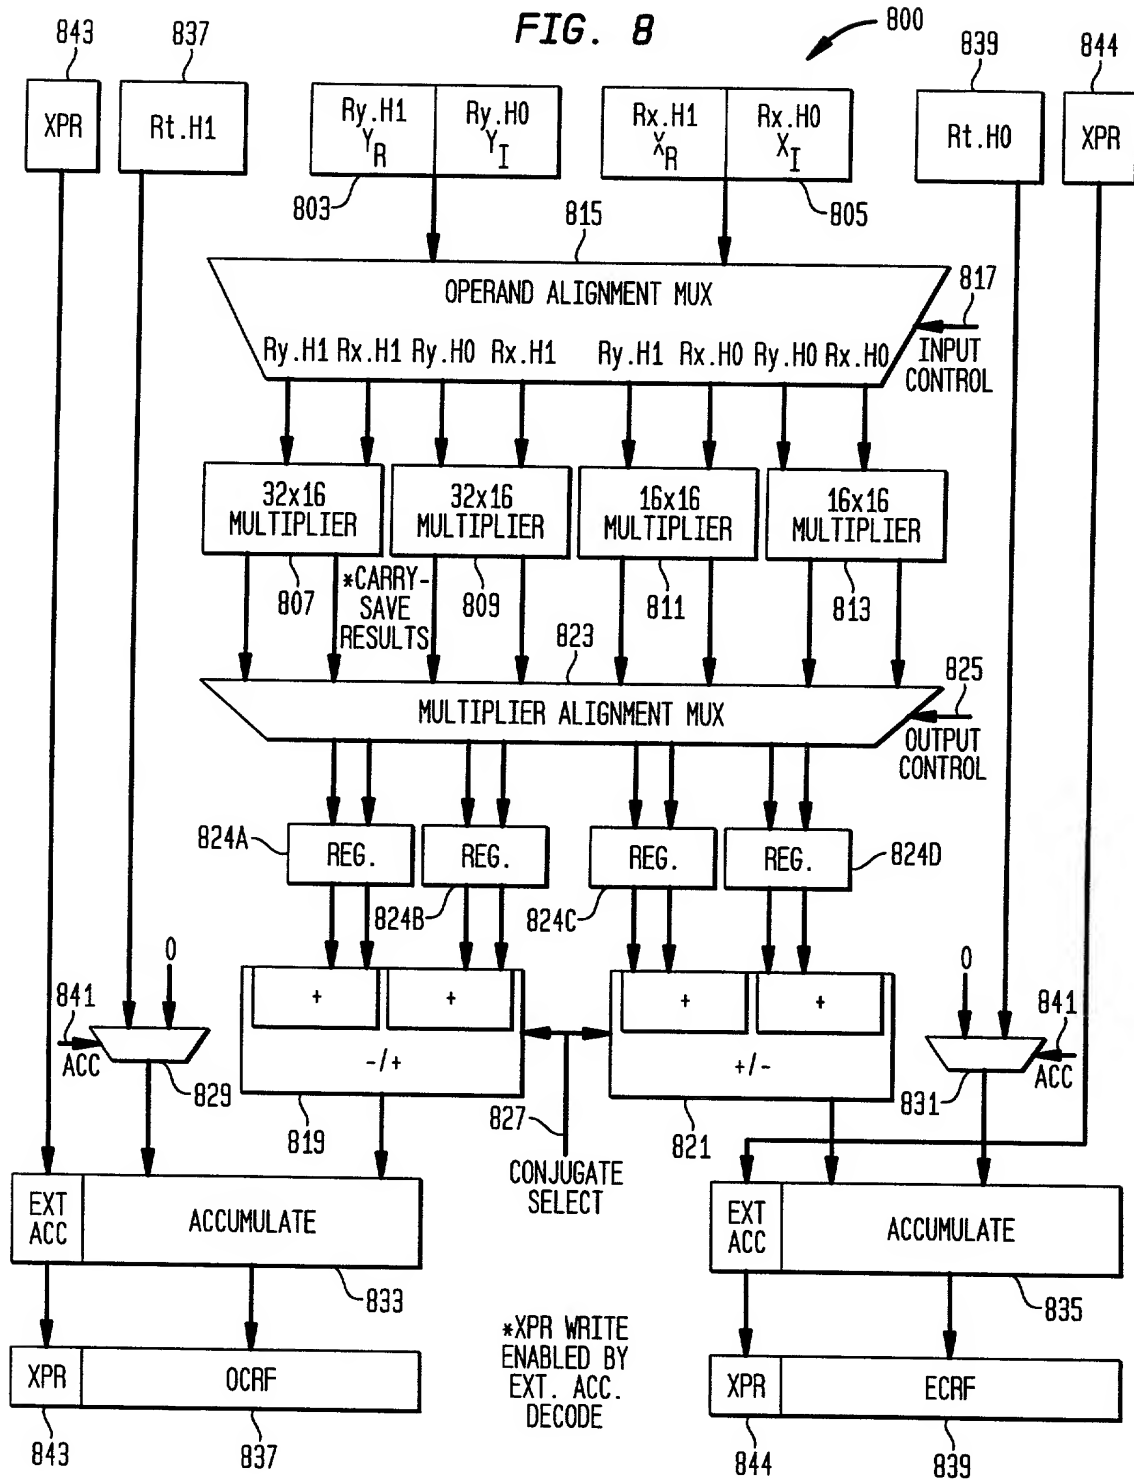 FIG. 8
800
843
837
839
844
XPR
Rt.H1
Ry.H1
YR
Ry.H0
YI
Rx.H1
XR
Rx.H0
XI
Rt.H0
XPR
803
805
815
OPERAND ALIGNMENT MUX
817
INPUT
CONTROL
Ry.H1 Rx.H1 Ry.H0 Rx.H1 Ry.H1 Rx.H0 Ry.H0 Rx.H0
32x16
MULTIPLIER
32x16
MULTIPLIER
16x16
MULTIPLIER
16x16
MULTIPLIER
807
*CARRY-
SAVE
RESULTS
809
811
813
823
825
MULTIPLIER ALIGNMENT MUX
OUTPUT
CONTROL
824A
REG.
REG.
REG.
REG.
824D
824B
824C
0
0
841
ACC
829
+
+
-/+
+
+
+/-
841
ACC
831
819
827
821
CONJUGATE
SELECT
EXT
ACC
ACCUMULATE
EXT
ACC
ACCUMULATE
833
835
*XPR WRITE
ENABLED BY
EXT. ACC.
DECODE
XPR
OCRF
XPR
ECRF
843
837
844
839